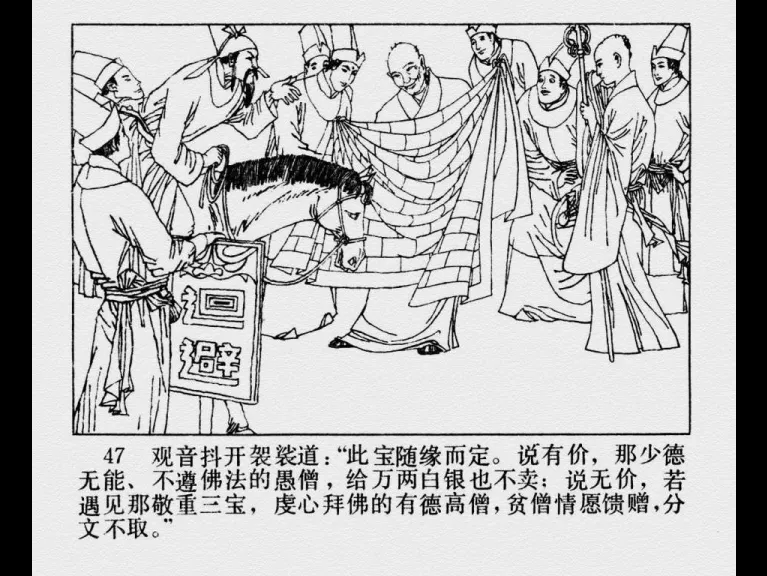 迴
避
47 观音抖开袈裟道：“此宝随缘而定。说有价，那少德
无能、不遵佛法的愚僧，给万两白银也不卖；说无价，若
遇见那敬重三宝，虔心拜佛的有德高僧，贫僧情愿馈赠，分
文不取。”